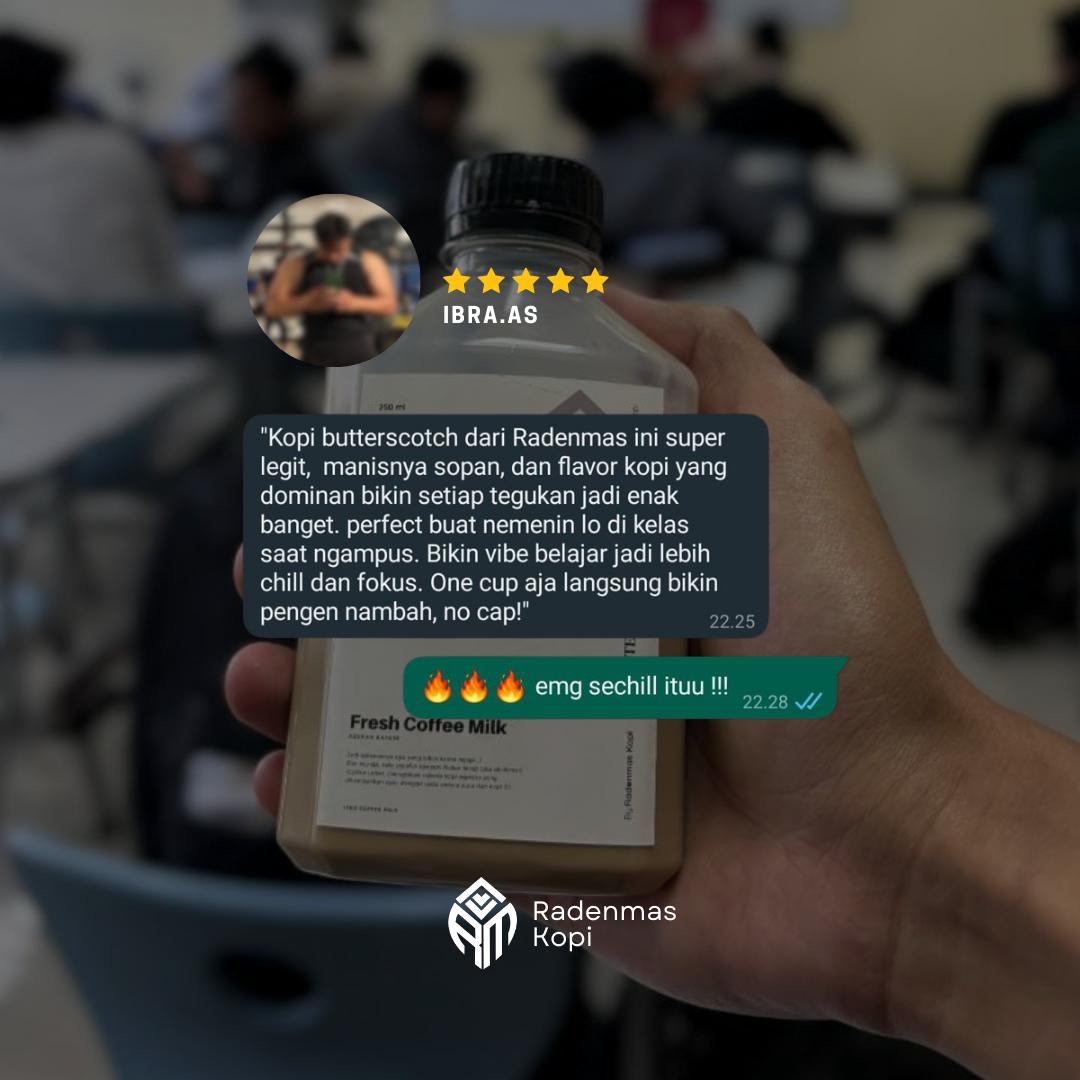 IBRA.AS
250 ml
"Kopi butterscotch dari Radenmas ini super
legit,  manisnya sopan, dan flavor kopi yang
dominan bikin setiap tegukan jadi enak
banget. perfect buat nemenin lo di kelas
saat ngampus. Bikin vibe belajar jadi lebih
chill dan fokus. One cup aja langsung bikin
pengen nambah, no cap!"
22.25
🔥🔥🔥 emg sechill ituu !!!
22.28
Fresh Coffee Milk
By Radenmas Kopi
Radenmas
Kopi